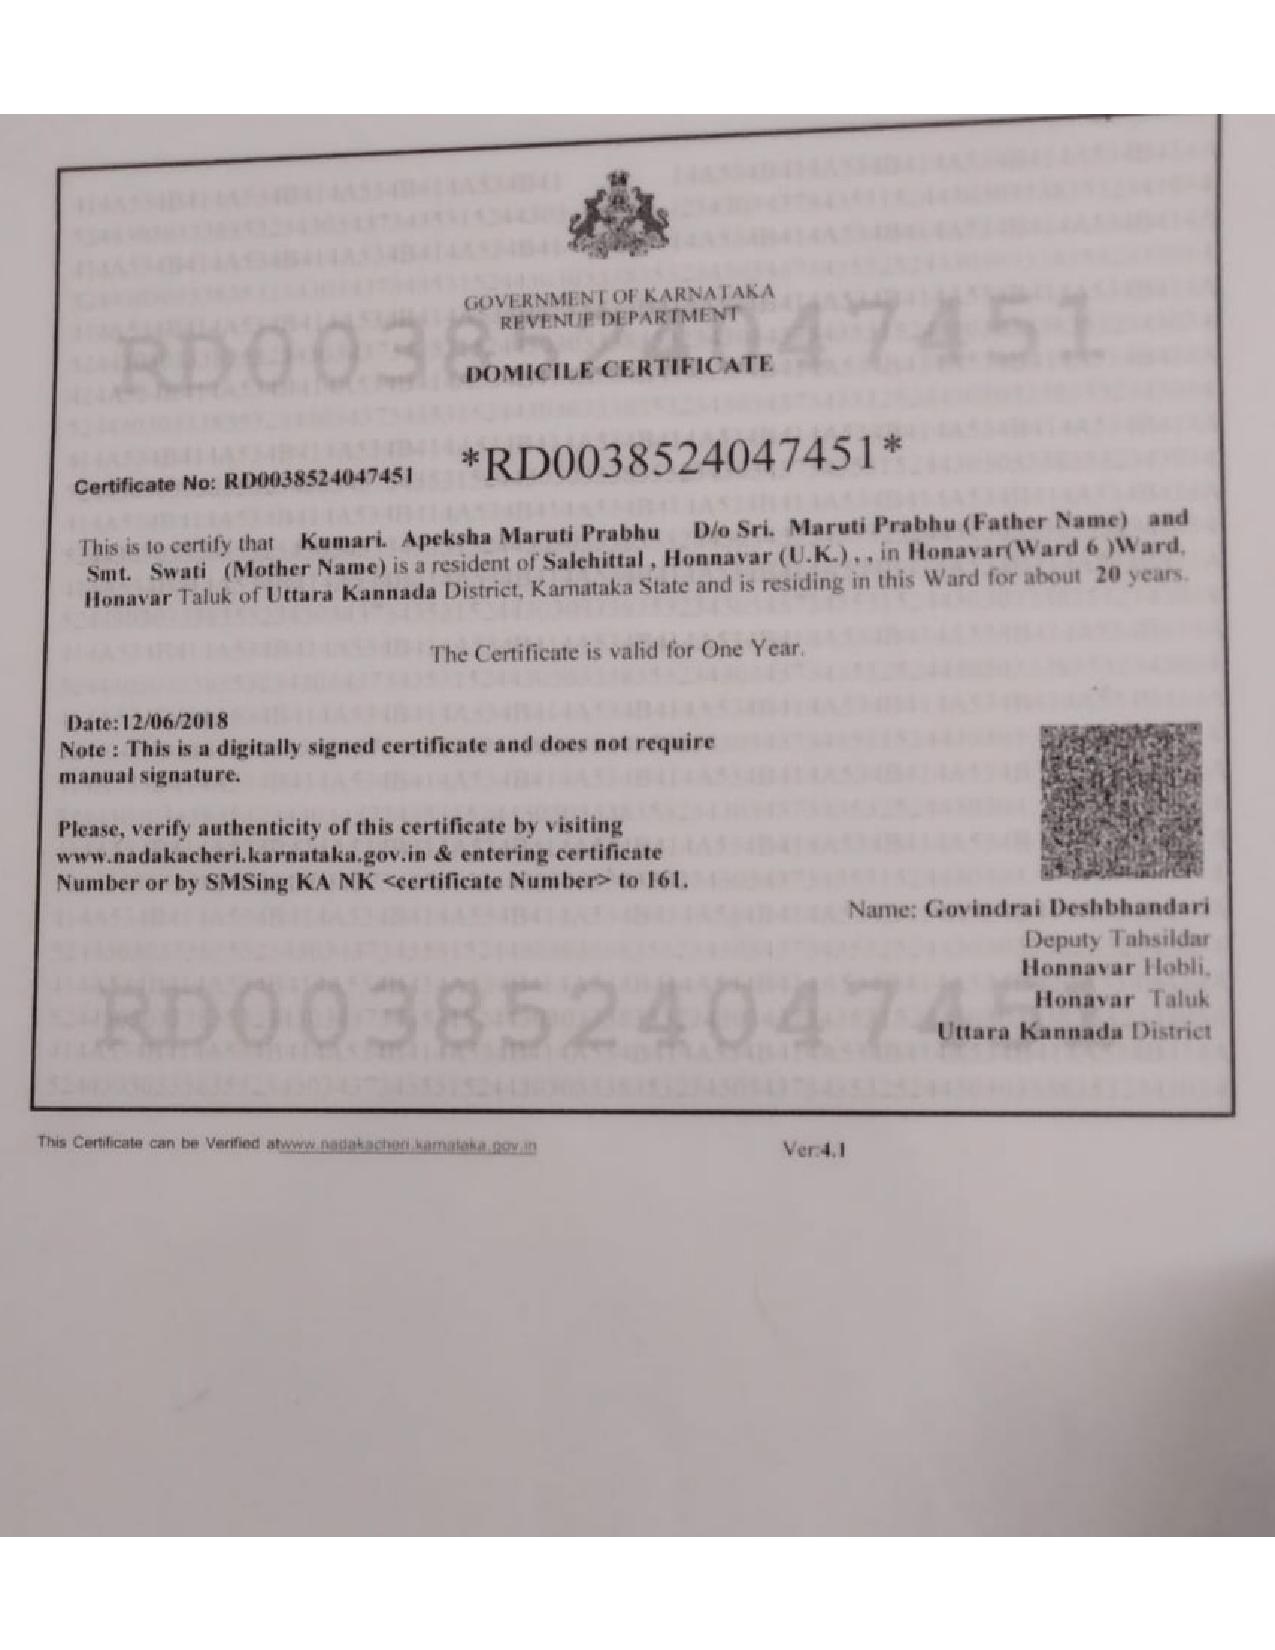 GOVERNMENT OF KARNATAKA
REVENUE DEPARTMENT
DOMICILE CERTIFICATE
RD0038524047451
Certificate No: RD0038524047451 *RD0038524047451*
This is to certify that Kumari. Apeksha Maruti Prabhu D/o Sri. Maruti Prabhu (Father Name) and
Smt. Swati (Mother Name) is a resident of Salehittal , Honnavar (U.K.) , , in Honavar(Ward 6 )Ward,
Honavar Taluk of Uttara Kannada District, Karnataka State and is residing in this Ward for about 20 years.
The Certificate is valid for One Year.
Date:12/06/2018
Note : This is a digitally signed certificate and does not require
manual signature.
Please, verify authenticity of this certificate by visiting
www.nadakacheri.karnataka.gov.in & entering certificate
Number or by SMSing KA NK <certificate Number> to 161.
Name: Govindrai Deshbhandari
Deputy Tahsildar
Honnavar Hobli,
Honavar Taluk
Uttara Kannada District
RD0038524047451
This Certificate can be Verified atwww.nadakacheri.karnataka.gov.in Ver:4.1